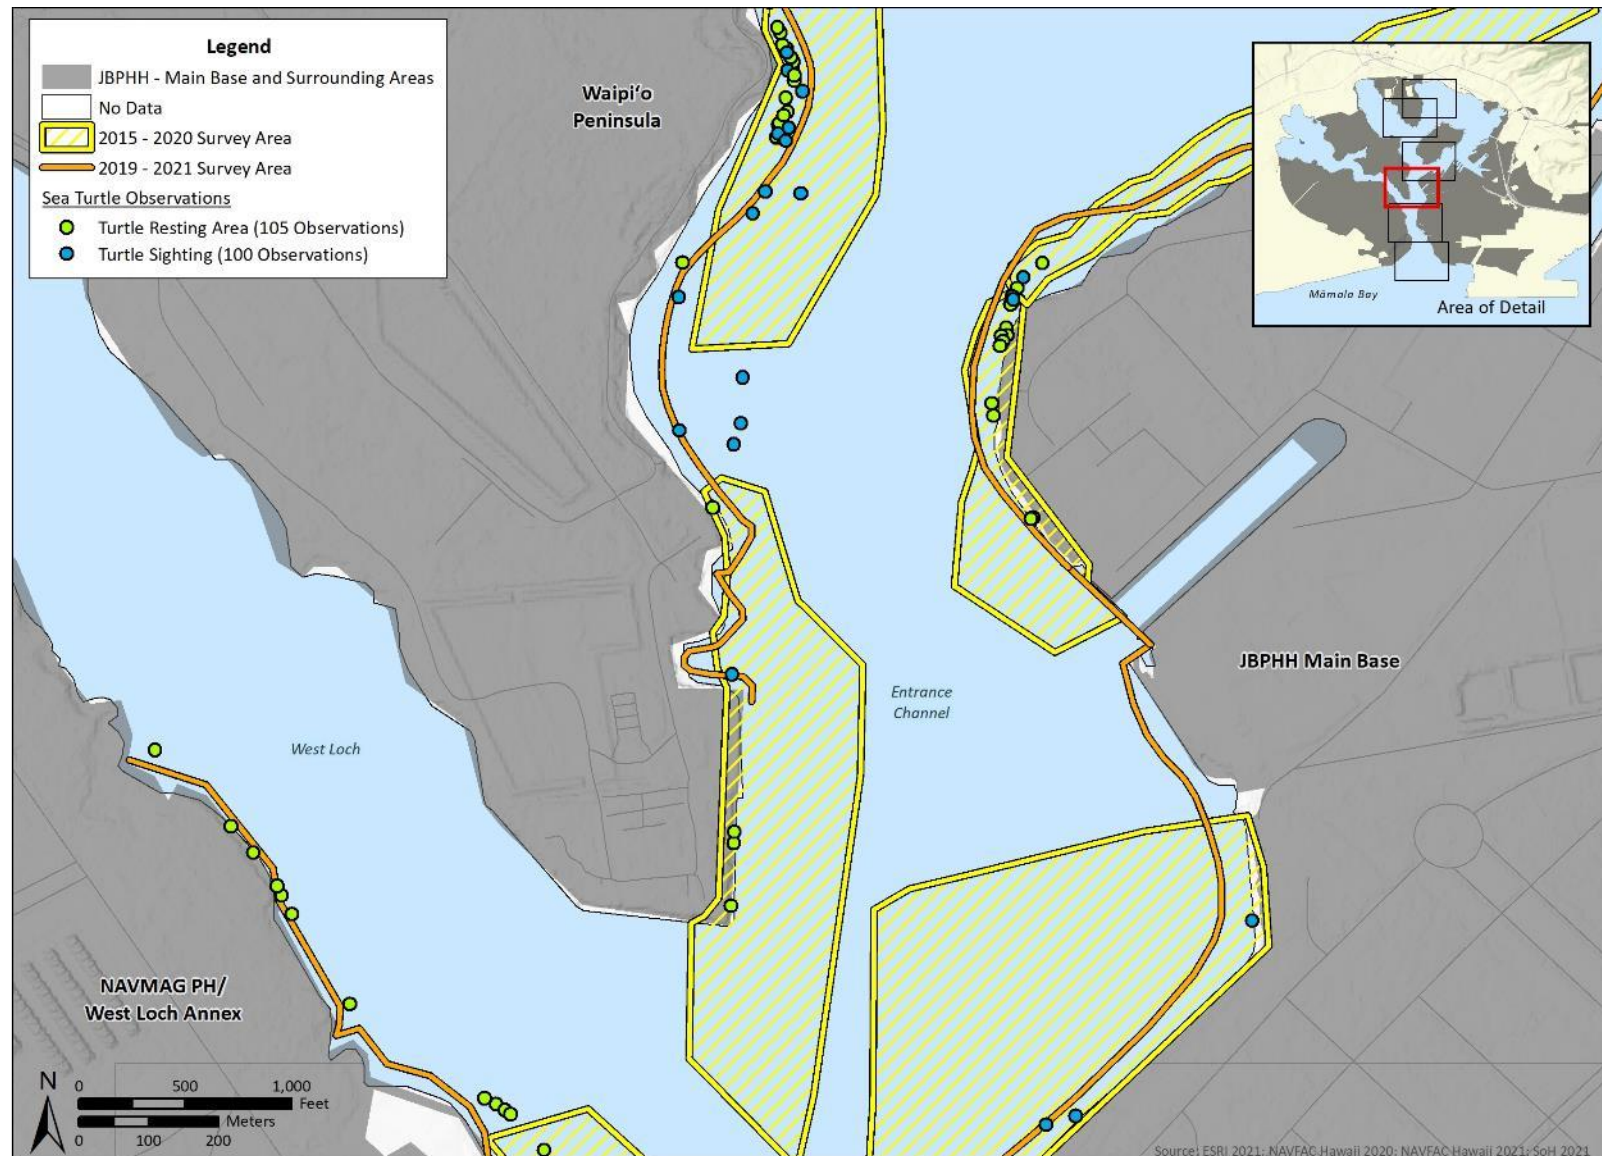 Legend
JBPHH - Main Base and Surrounding Areas
No Data
2015 - 2020 Survey Area
2019 - 2021 Survey Area
Sea Turtle Observations
Turtle Resting Area (105 Observations)
Turtle Sighting (100 Observations)
Waipiʻo
Peninsula
Māmala Bay
Area of Detail
JBPHH Main Base
Entrance
Channel
West Loch
NAVMAG PH/
West Loch Annex
N
0 500 1,000
Feet
Meters
0 100 200
Source: ESRI 2021; NAVFAC Hawaii 2020; NAVFAC Hawaii 2021; SoH 2021